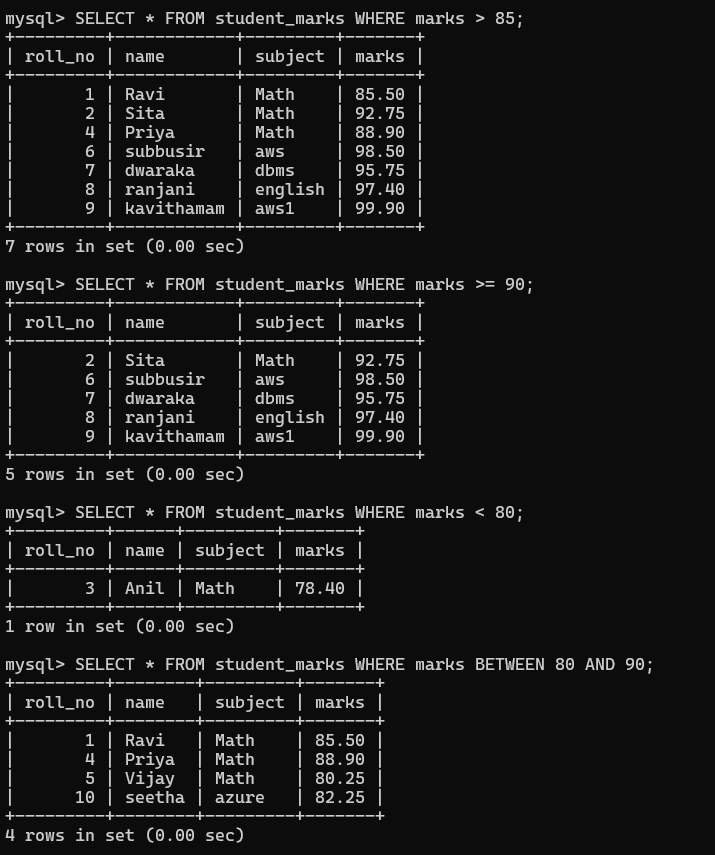 mysql> SELECT * FROM student_marks WHERE marks > 85;
+---------+------------+---------+-------+
| roll_no | name       | subject | marks |
+---------+------------+---------+-------+
|       1 | Ravi       | Math    | 85.50 |
|       2 | Sita       | Math    | 92.75 |
|       4 | Priya      | Math    | 88.90 |
|       6 | subbusir   | aws     | 98.50 |
|       7 | dwaraka    | dbms    | 95.75 |
|       8 | ranjani    | english | 97.40 |
|       9 | kavithamam | aws1    | 99.90 |
+---------+------------+---------+-------+
7 rows in set (0.00 sec)
mysql> SELECT * FROM student_marks WHERE marks >= 90;
+---------+------------+---------+-------+
| roll_no | name       | subject | marks |
+---------+------------+---------+-------+
|       2 | Sita       | Math    | 92.75 |
|       6 | subbusir   | aws     | 98.50 |
|       7 | dwaraka    | dbms    | 95.75 |
|       8 | ranjani    | english | 97.40 |
|       9 | kavithamam | aws1    | 99.90 |
+---------+------------+---------+-------+
5 rows in set (0.00 sec)
mysql> SELECT * FROM student_marks WHERE marks < 80;
+---------+------+---------+-------+
| roll_no | name | subject | marks |
+---------+------+---------+-------+
|       3 | Anil | Math    | 78.40 |
+---------+------+---------+-------+
1 row in set (0.00 sec)
mysql> SELECT * FROM student_marks WHERE marks BETWEEN 80 AND 90;
+---------+--------+---------+-------+
| roll_no | name   | subject | marks |
+---------+--------+---------+-------+
|       1 | Ravi   | Math    | 85.50 |
|       4 | Priya  | Math    | 88.90 |
|       5 | Vijay  | Math    | 80.25 |
|      10 | seetha | azure   | 82.25 |
+---------+--------+---------+-------+
4 rows in set (0.00 sec)